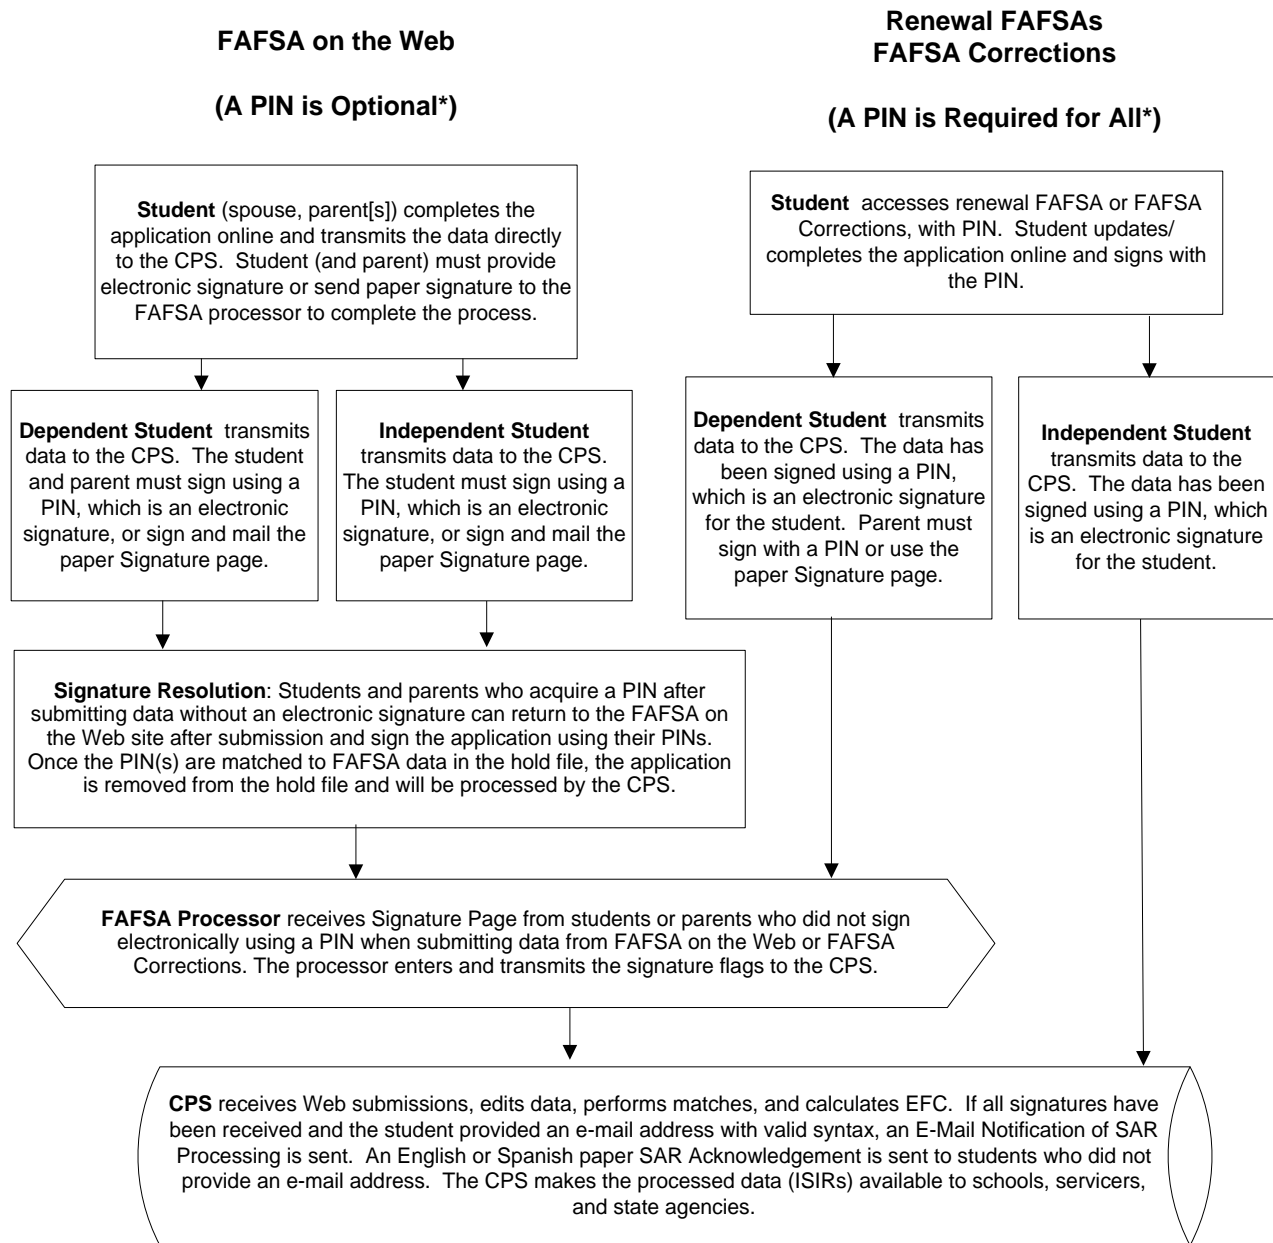 FAFSA on the Web
(A PIN is Optional*)
Renewal FAFSAs
FAFSA Corrections
(A PIN is Required for All*)
Student (spouse, parent[s]) completes the
application online and transmits the data directly
to the CPS. Student (and parent) must provide
electronic signature or send paper signature to the
FAFSA processor to complete the process.
Student accesses renewal FAFSA or FAFSA
Corrections, with PIN. Student updates/
completes the application online and signs with
the PIN.
Dependent Student transmits
data to the CPS. The student
and parent must sign using a
PIN, which is an electronic
signature, or sign and mail the
paper Signature page.
Independent Student
transmits data to the CPS.
The student must sign using a
PIN, which is an electronic
signature, or sign and mail the
paper Signature page.
Dependent Student transmits
data to the CPS. The data has
been signed using a PIN,
which is an electronic signature
for the student. Parent must
sign with a PIN or use the
paper Signature page.
Independent Student
transmits data to the
CPS. The data has been
signed using a PIN, which
is an electronic signature
for the student.
Signature Resolution: Students and parents who acquire a PIN after
submitting data without an electronic signature can return to the FAFSA on
the Web site after submission and sign the application using their PINs.
Once the PIN(s) are matched to FAFSA data in the hold file, the application
is removed from the hold file and will be processed by the CPS.
FAFSA Processor receives Signature Page from students or parents who did not sign
electronically using a PIN when submitting data from FAFSA on the Web or FAFSA
Corrections. The processor enters and transmits the signature flags to the CPS.
CPS receives Web submissions, edits data, performs matches, and calculates EFC. If all signatures have
been received and the student provided an e-mail address with valid syntax, an E-Mail Notification of SAR
Processing is sent. An English or Spanish paper SAR Acknowledgement is sent to students who did not
provide an e-mail address. The CPS makes the processed data (ISIRs) available to schools, servicers,
and state agencies.